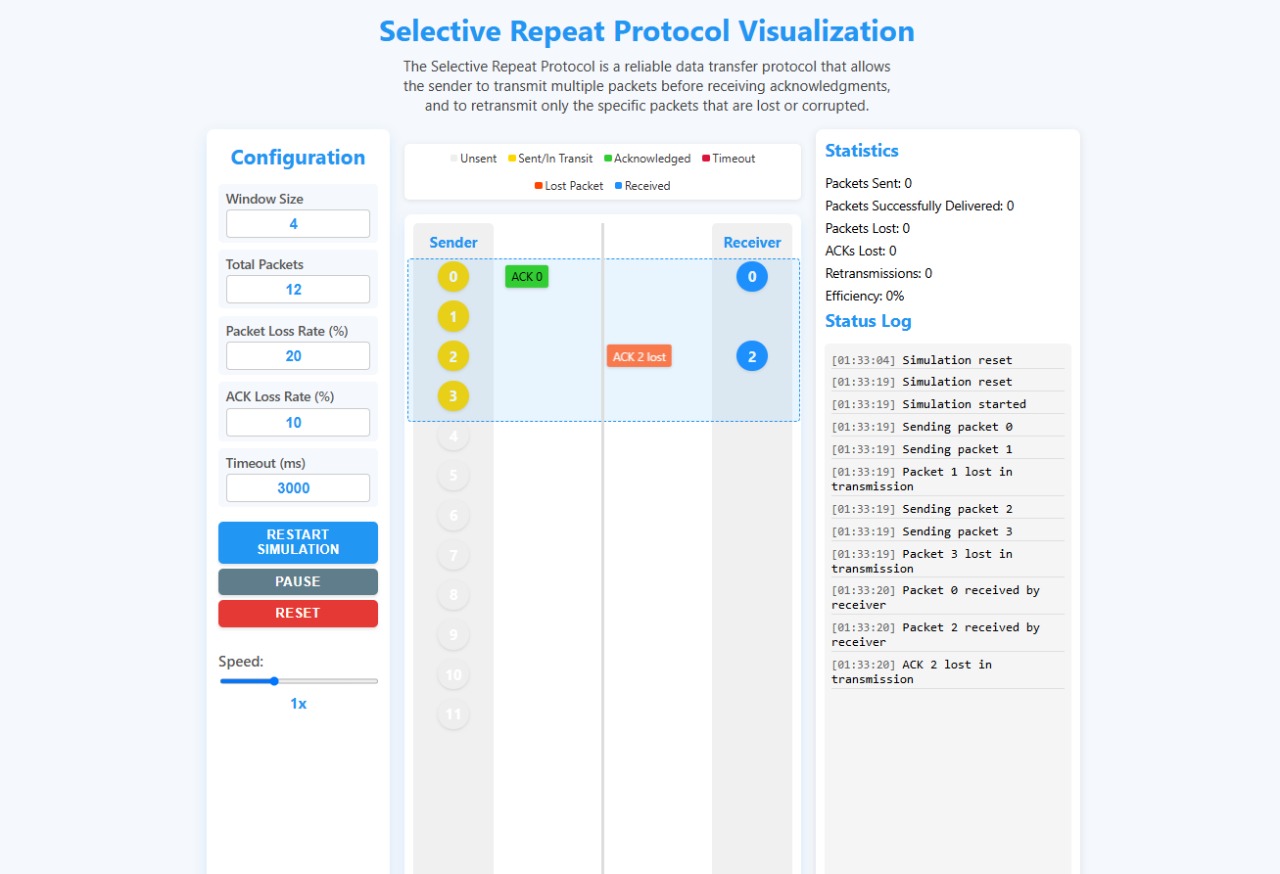 Selective Repeat Protocol Visualization
The Selective Repeat Protocol is a reliable data transfer protocol that allows
the sender to transmit multiple packets before receiving acknowledgments,
and to retransmit only the specific packets that are lost or corrupted.
Configuration
Window Size
4
Total Packets
12
Packet Loss Rate (%)
20
ACK Loss Rate (%)
10
Timeout (ms)
3000
RESTART
SIMULATION
PAUSE
RESET
Speed:
1x
Unsent Sent/In Transit Acknowledged Timeout
Lost Packet Received
Sender Receiver
0 ACK 0 0
1
2 ACK 2 lost 2
3
4
5
6
7
8
9
10
11
Statistics
Packets Sent: 0
Packets Successfully Delivered: 0
Packets Lost: 0
ACKs Lost: 0
Retransmissions: 0
Efficiency: 0%
Status Log
[01:33:04] Simulation reset
[01:33:19] Simulation reset
[01:33:19] Simulation started
[01:33:19] Sending packet 0
[01:33:19] Sending packet 1
[01:33:19] Packet 1 lost in
transmission
[01:33:19] Sending packet 2
[01:33:19] Sending packet 3
[01:33:19] Packet 3 lost in
transmission
[01:33:20] Packet 0 received by
receiver
[01:33:20] Packet 2 received by
receiver
[01:33:20] ACK 2 lost in
transmission